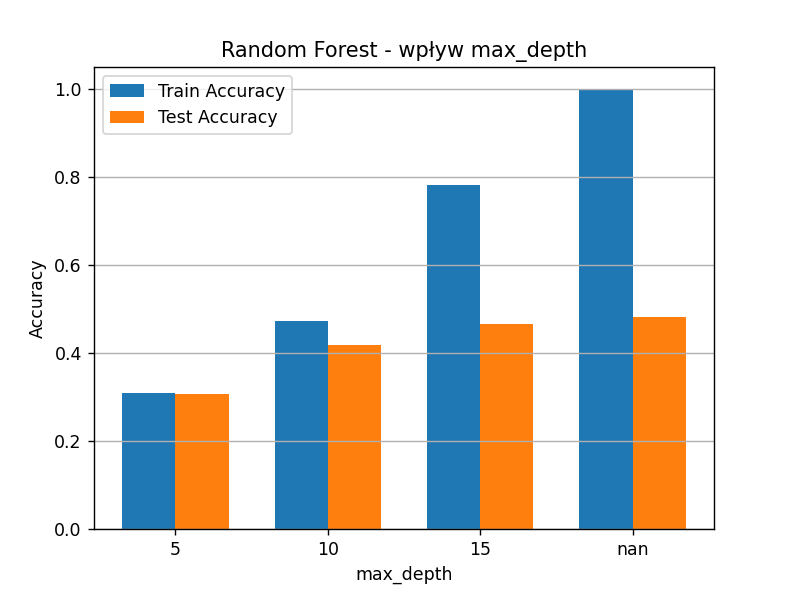 Random Forest - wpływ max_depth
Train Accuracy
Test Accuracy
Accuracy
1.0
0.8
0.6
0.4
0.2
0.0
5 10 15 nan
max_depth